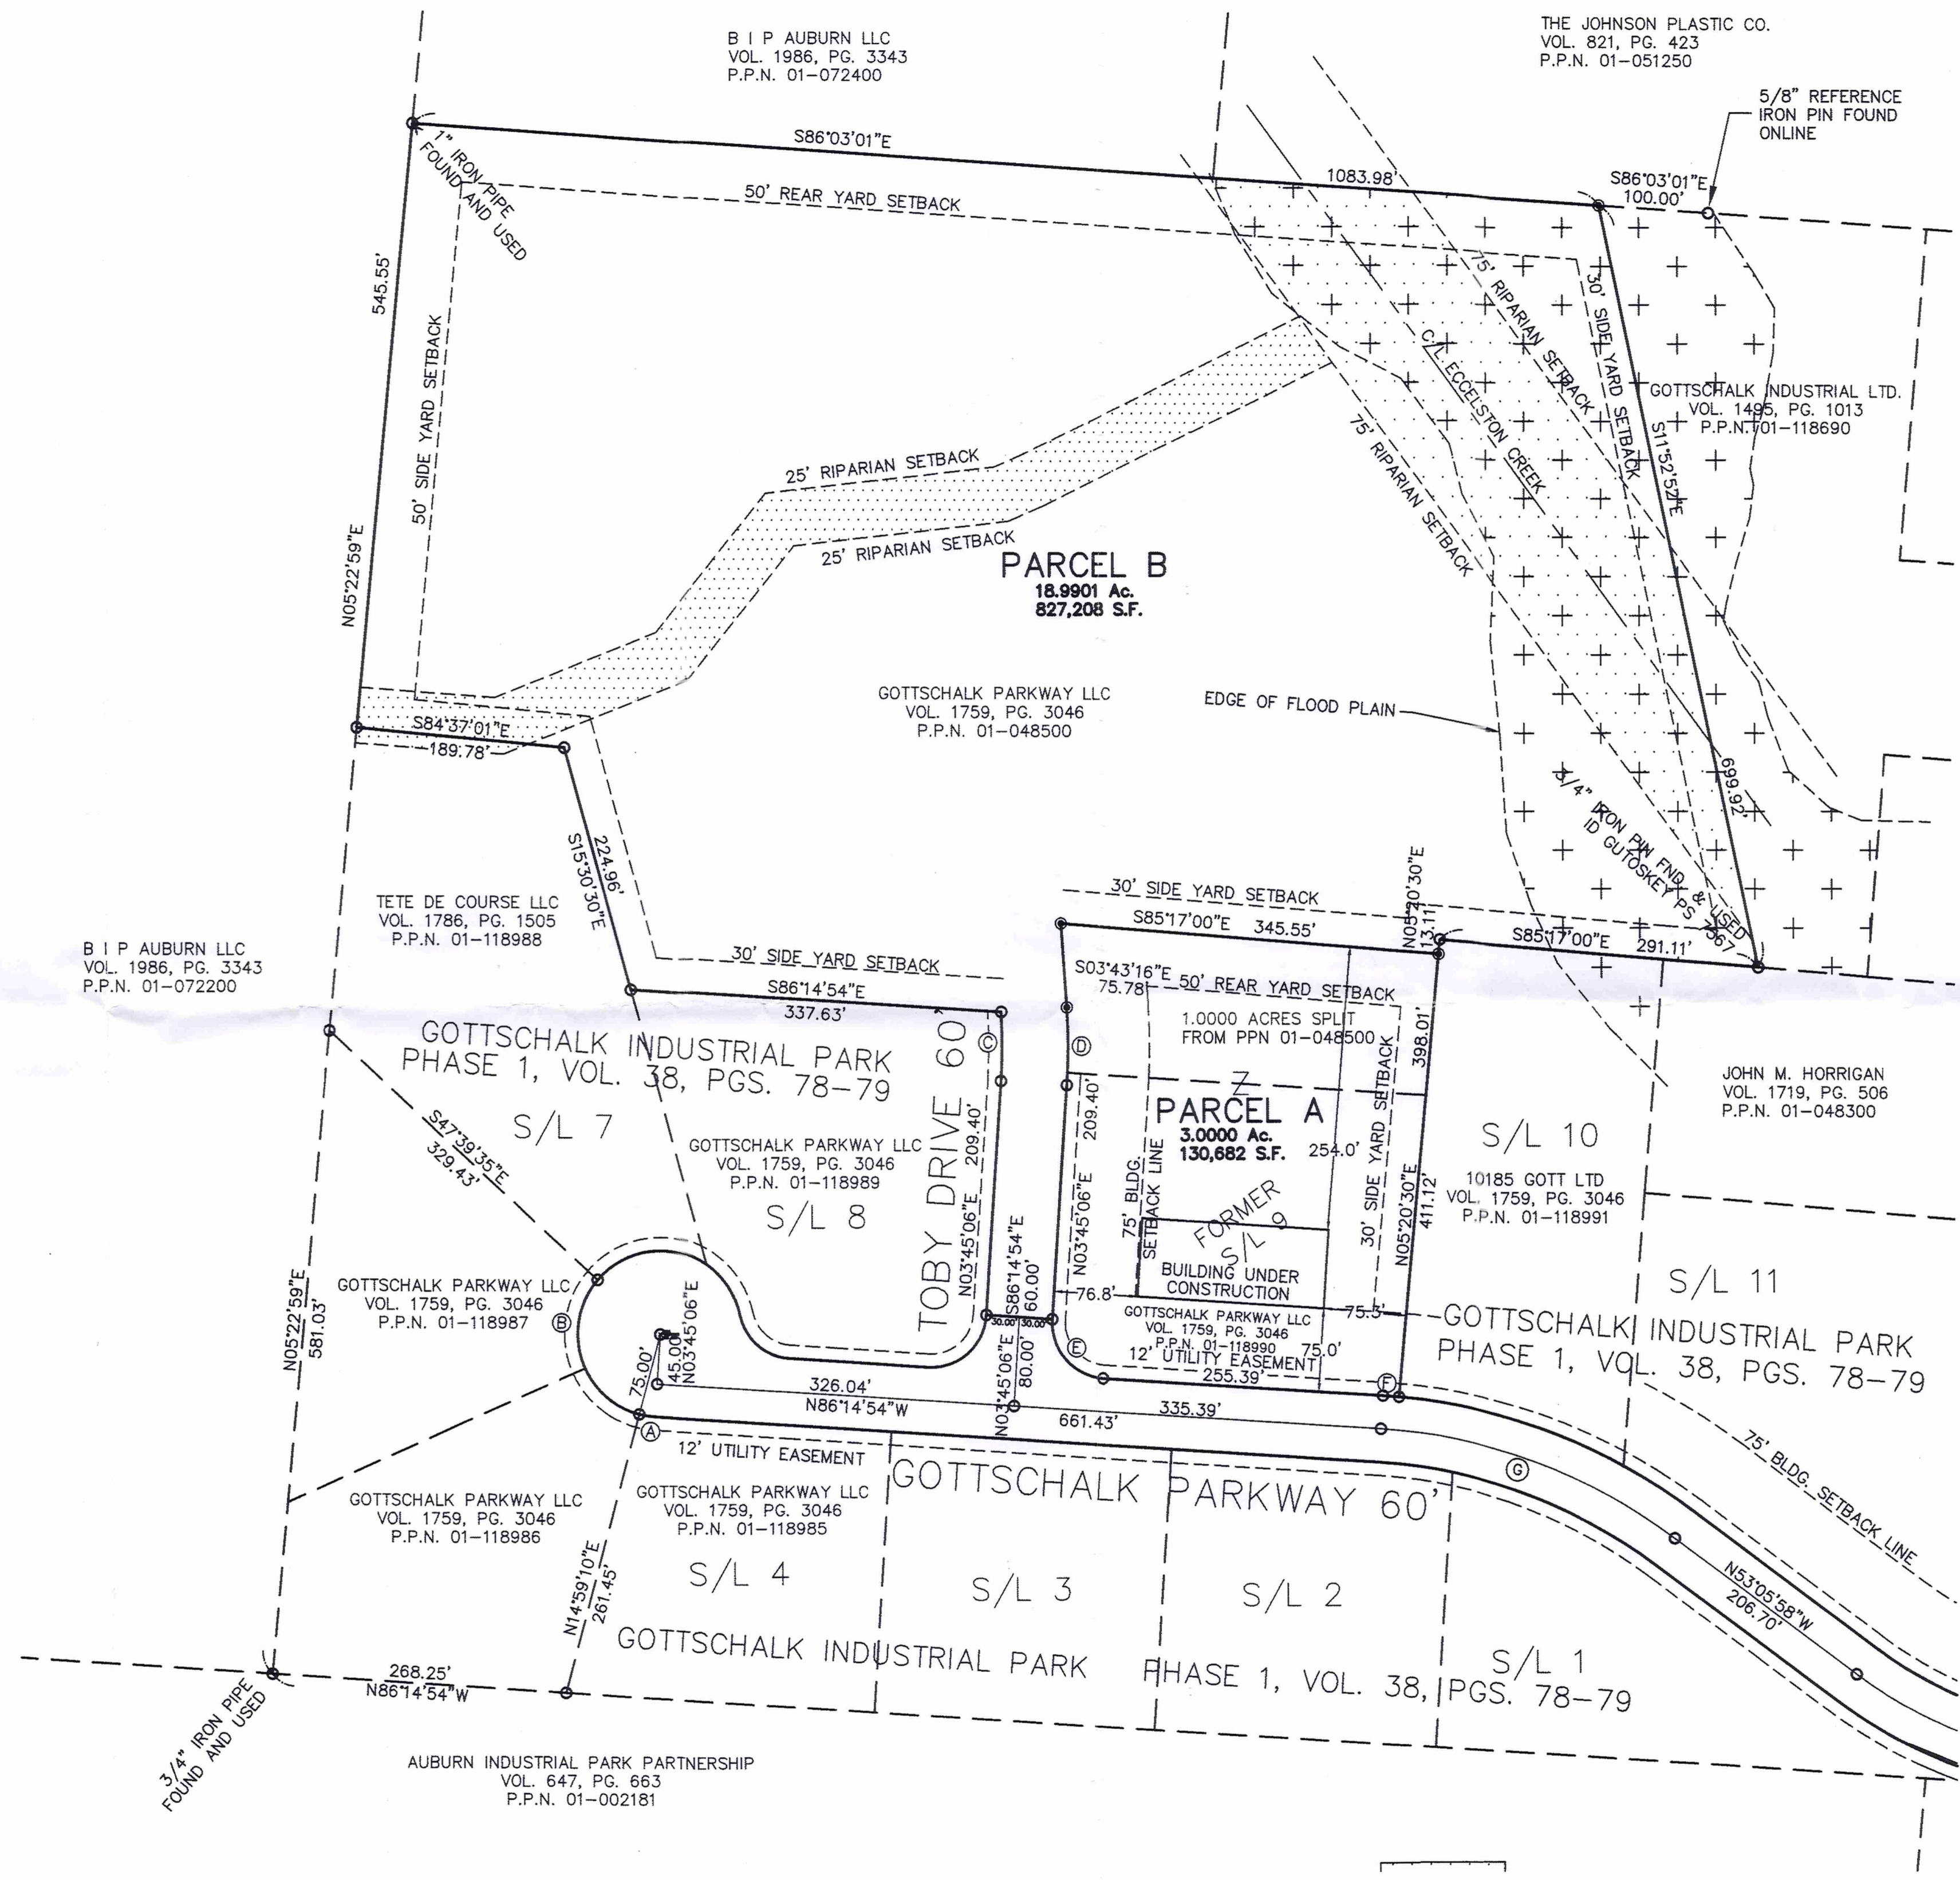 B I P AUBURN LLC
VOL. 1986, PG. 3343
P.P.N. 01-072400
THE JOHNSON PLASTIC CO.
VOL. 821, PG. 423
P.P.N. 01-051250
5/8" REFERENCE
IRON PIN FOUND
ONLINE
S86°03'01"E
1083.98'
S86°03'01"E
100.00'
1" IRON PIPE
FOUND AND USED
50' REAR YARD SETBACK
545.55'
N05°22'59"E
50' SIDE YARD SETBACK
75' RIPARIAN SETBACK
30' SIDE YARD SETBACK
C/L ECCELSTON CREEK
75' RIPARIAN SETBACK
GOTTSCHALK INDUSTRIAL LTD.
VOL. 1495, PG. 1013
P.P.N. 01-118690
S11°52'52"E
699.92'
25' RIPARIAN SETBACK
25' RIPARIAN SETBACK
PARCEL B
18.9901 Ac.
827,208 S.F.
GOTTSCHALK PARKWAY LLC
VOL. 1759, PG. 3046
P.P.N. 01-048500
EDGE OF FLOOD PLAIN
3/4" IRON PIN FND. & USED
ID GUTOSKEY PS 7567
S84°37'01"E
189.78'
224.96'
S15°30'30"E
TETE DE COURSE LLC
VOL. 1786, PG. 1505
P.P.N. 01-118988
B I P AUBURN LLC
VOL. 1986, PG. 3343
P.P.N. 01-072200
30' SIDE YARD SETBACK
S86°14'54"E
337.63'
30' SIDE YARD SETBACK
S85°17'00"E 345.55'
N05°20'30"E
13.11'
S85°17'00"E 291.11'
S03°43'16"E
75.78'
50' REAR YARD SETBACK
1.0000 ACRES SPLIT
FROM PPN 01-048500
398.01'
GOTTSCHALK INDUSTRIAL PARK
PHASE 1, VOL. 38, PGS. 78-79
S/L 7
S47°39'35"E
329.43'
GOTTSCHALK PARKWAY LLC
VOL. 1759, PG. 3046
P.P.N. 01-118989
S/L 8
TOBY DRIVE 60'
C
D
209.40'
N03°45'06"E
209.40'
N03°45'06"E
Z
PARCEL A
3.0000 Ac.
130,682 S.F.
254.0'
75' BLDG.
SETBACK LINE
30' SIDE YARD SETBACK
N05°20'30"E
411.12'
FORMER
S/L 9
BUILDING UNDER
CONSTRUCTION
76.8'
75.3'
GOTTSCHALK PARKWAY LLC
VOL. 1759, PG. 3046
P.P.N. 01-118990
75.0'
12' UTILITY EASEMENT
255.39'
E
F
JOHN M. HORRIGAN
VOL. 1719, PG. 506
P.P.N. 01-048300
S/L 10
10185 GOTT LTD
VOL. 1759, PG. 3046
P.P.N. 01-118991
S/L 11
GOTTSCHALK INDUSTRIAL PARK
PHASE 1, VOL. 38, PGS. 78-79
GOTTSCHALK PARKWAY LLC
VOL. 1759, PG. 3046
P.P.N. 01-118987
B
N05°22'59"E
581.03'
75.00'
45.00'
N03°45'06"E
S86°14'54"E
60.00'
30.00' 30.00'
N03°45'06"E
80.00'
326.04'
N86°14'54"W
335.39'
661.43'
A
12' UTILITY EASEMENT
G
75' BLDG. SETBACK LINE
GOTTSCHALK PARKWAY 60'
GOTTSCHALK PARKWAY LLC
VOL. 1759, PG. 3046
P.P.N. 01-118986
GOTTSCHALK PARKWAY LLC
VOL. 1759, PG. 3046
P.P.N. 01-118985
N14°59'10"E
261.45'
S/L 4
S/L 3
S/L 2
S/L 1
N53°05'58"W
206.70'
GOTTSCHALK INDUSTRIAL PARK PHASE 1, VOL. 38, PGS. 78-79
268.25'
N86°14'54"W
3/4" IRON PIPE
FOUND AND USED
AUBURN INDUSTRIAL PARK PARTNERSHIP
VOL. 647, PG. 663
P.P.N. 01-002181